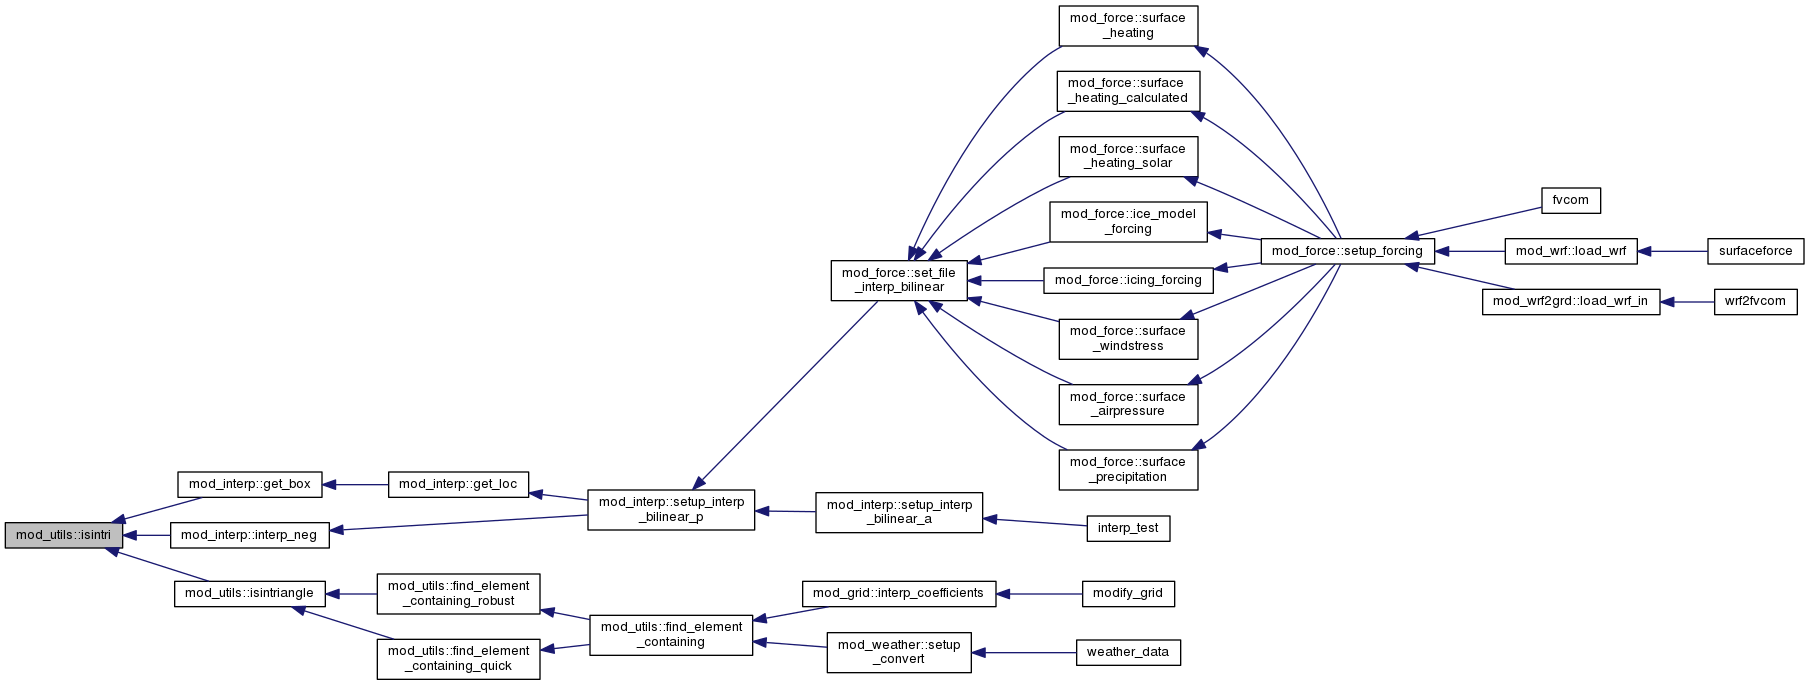 mod_force::surface
_heating
mod_force::surface
_heating_calculated
mod_force::surface
_heating_solar
mod_force::ice_model
_forcing
mod_force::icing_forcing
mod_force::surface
_windstress
mod_force::surface
_airpressure
mod_force::surface
_precipitation
mod_force::set_file
_interp_bilinear
mod_force::setup_forcing
fvcom
mod_wrf::load_wrf
surfaceforce
mod_wrf2grd::load_wrf_in
wrf2fvcom
mod_utils::isintri
mod_interp::get_box
mod_interp::get_loc
mod_interp::interp_neg
mod_interp::setup_interp
_bilinear_p
mod_interp::setup_interp
_bilinear_a
interp_test
mod_utils::isintriangle
mod_utils::find_element
_containing_robust
mod_utils::find_element
_containing_quick
mod_utils::find_element
_containing
mod_grid::interp_coefficients
modify_grid
mod_weather::setup
_convert
weather_data